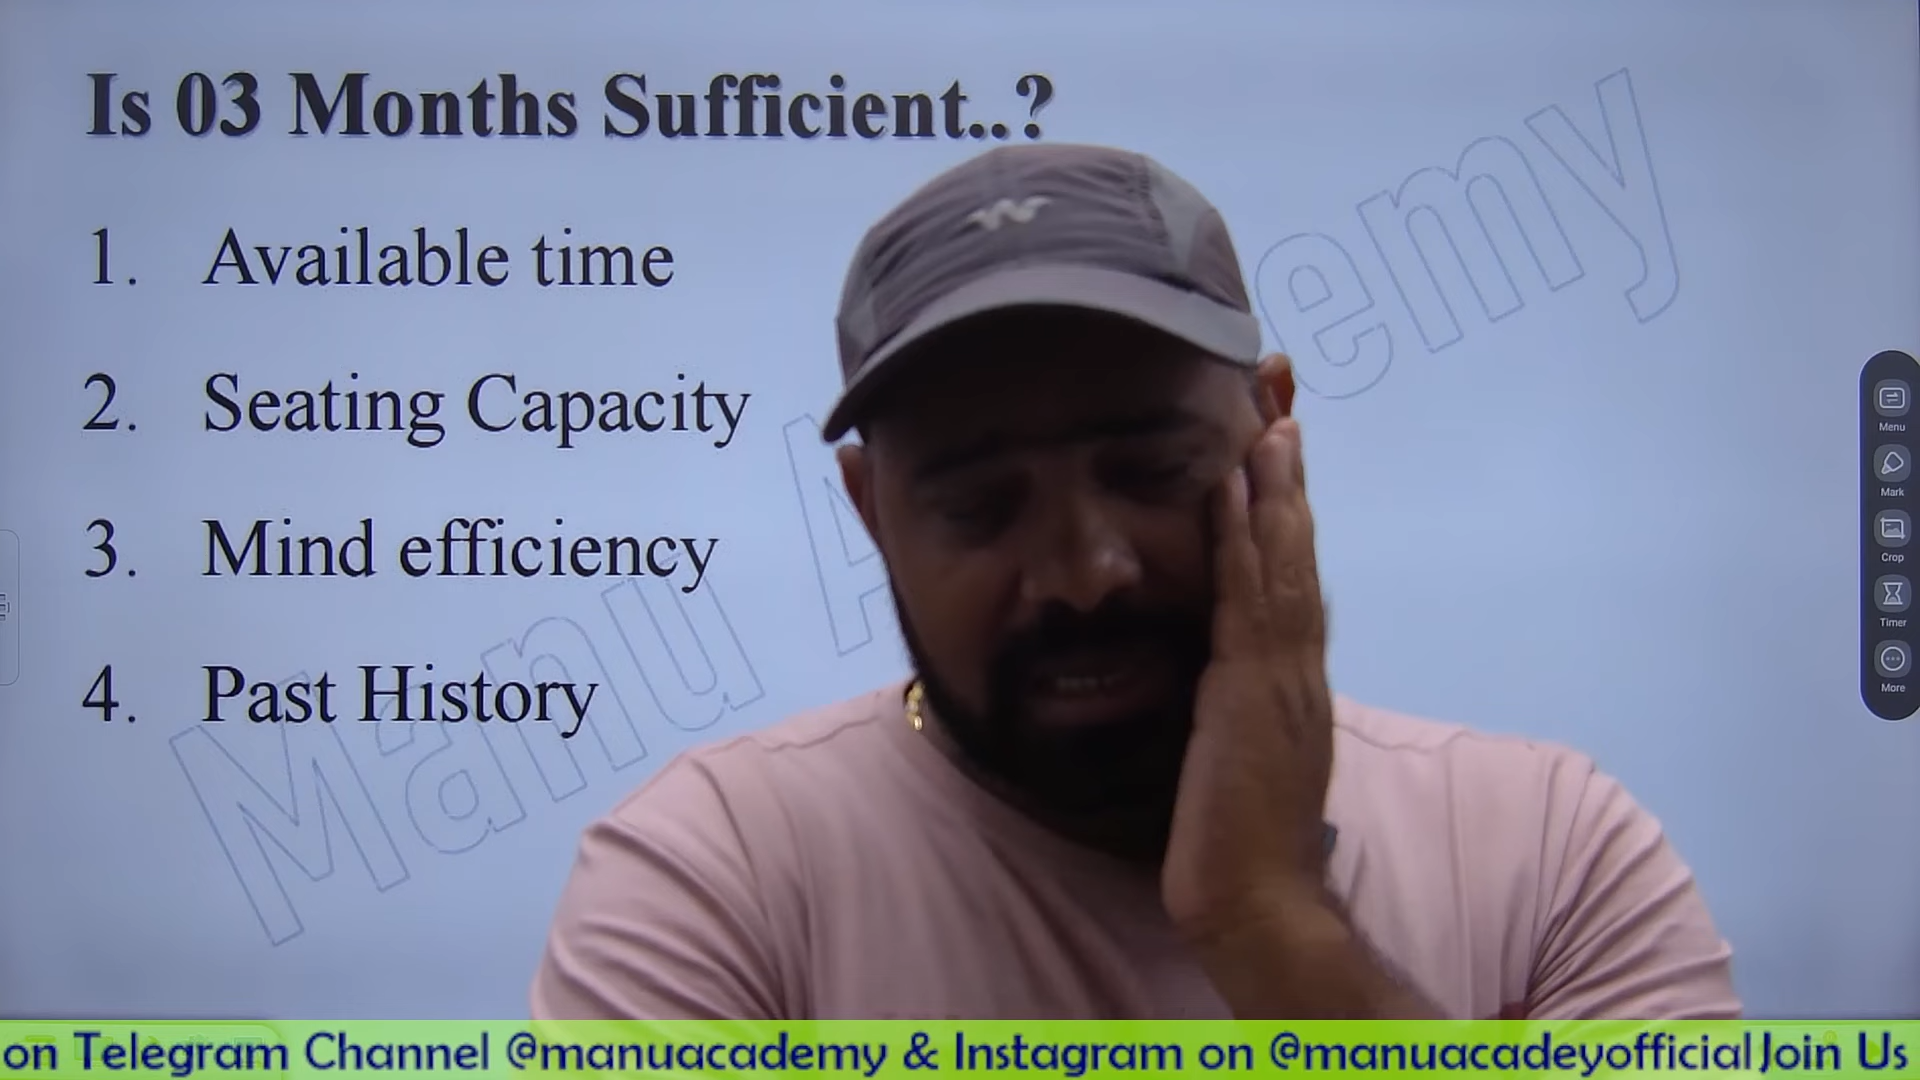 Is 03 Months Sufficient..?
1. Available time
2. Seating Capacity
3. Mind efficiency
4. Past History
Manu A emy
Menu
Mark
Crop
Timer
More
on Telegram Channel @manuacademy & Instagram on @manuacadeyofficial Join Us